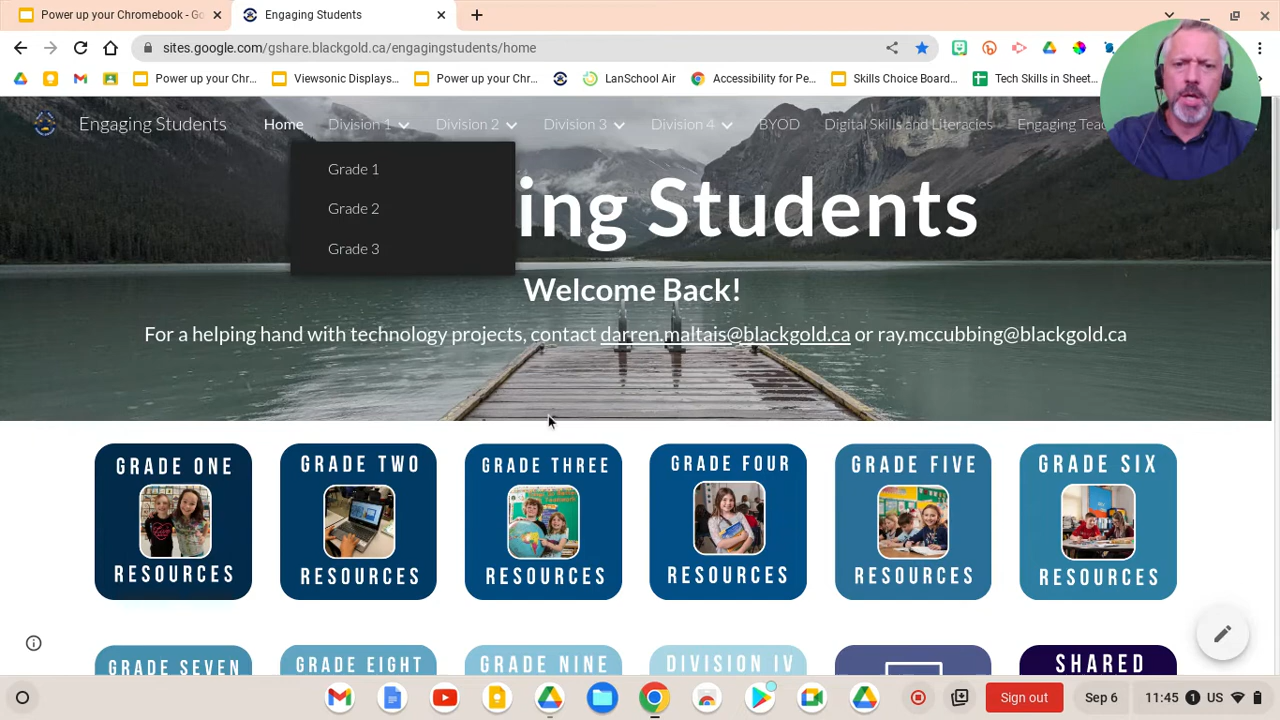 Power up your Chromebook - Go
Engaging Students
sites.google.com/gshare.blackgold.ca/engagingstudents/home
Power up your Chr...
Viewsonic Displays...
Power up your Chr...
LanSchool Air
Accessibility for Pe...
Skills Choice Board...
Tech Skills in Sheet...
Engaging Students
Home
Division 1
Division 2
Division 3
Division 4
BYOD
Digital Skills and Literacies
Grade 1
Grade 2
Grade 3
ing Students
Welcome Back!
For a helping hand with technology projects, contact darren.maltais@blackgold.ca or ray.mccubbing@blackgold.ca
GRADE ONE
RESOURCES
GRADE TWO
RESOURCES
GRADE THREE
RESOURCES
GRADE FOUR
RESOURCES
GRADE FIVE
RESOURCES
GRADE SIX
RESOURCES
GRADE SEVEN
GRADE EIGHT
GRADE NINE
DIVISION IV
SHARED
Sign out
Sep 6
11:45
1
US